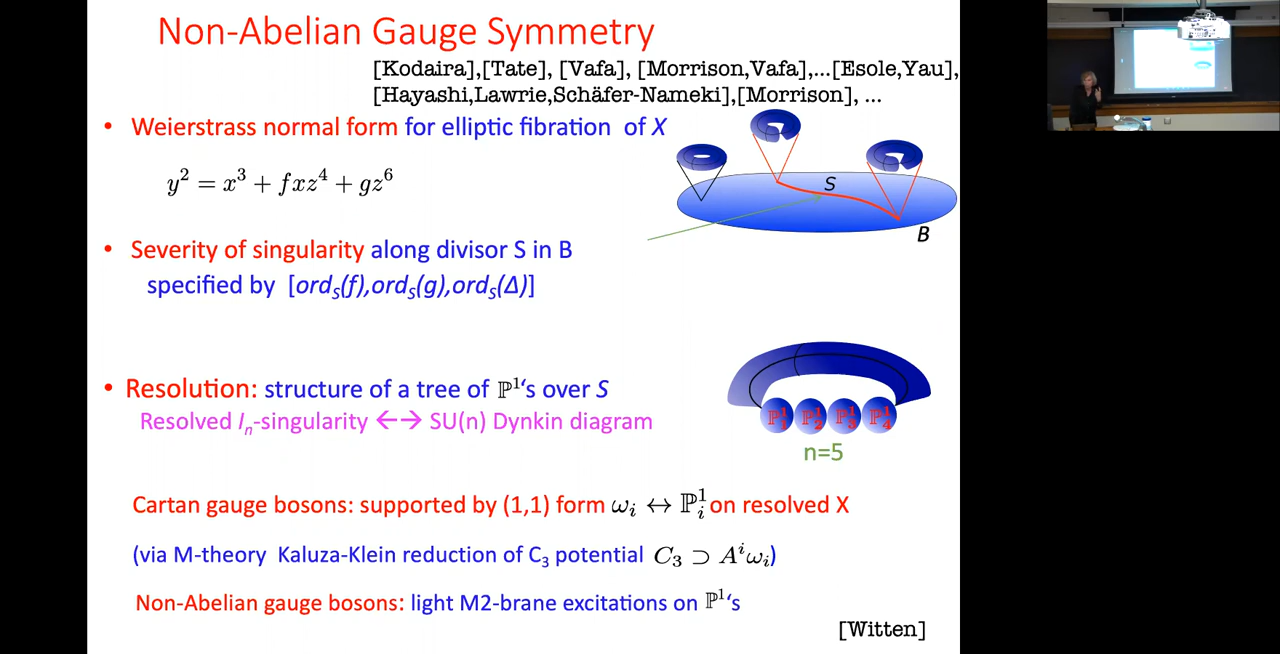 Non-Abelian Gauge Symmetry
[Kodaira],[Tate], [Vafa], [Morrison,Vafa],...[Esole,Yau],
[Hayashi,Lawrie,Schäfer-Nameki],[Morrison], ...
• Weierstrass normal form for elliptic fibration of X
y² = x³ + fxz⁴ + gz⁶
S
B
• Severity of singularity along divisor S in B
specified by [ordₛ(f),ordₛ(g),ordₛ(Δ)]
• Resolution: structure of a tree of ℙ¹'s over S
Resolved Iₙ-singularity ←→ SU(n) Dynkin diagram
ℙ¹₁ ℙ¹₂ ℙ¹₃ ℙ¹₄
n=5
Cartan gauge bosons: supported by (1,1) form ωᵢ ↔ ℙ¹ᵢ on resolved X
(via M-theory Kaluza-Klein reduction of C₃ potential C₃ ⊃ Aⁱωᵢ)
Non-Abelian gauge bosons: light M2-brane excitations on ℙ¹'s
[Witten]